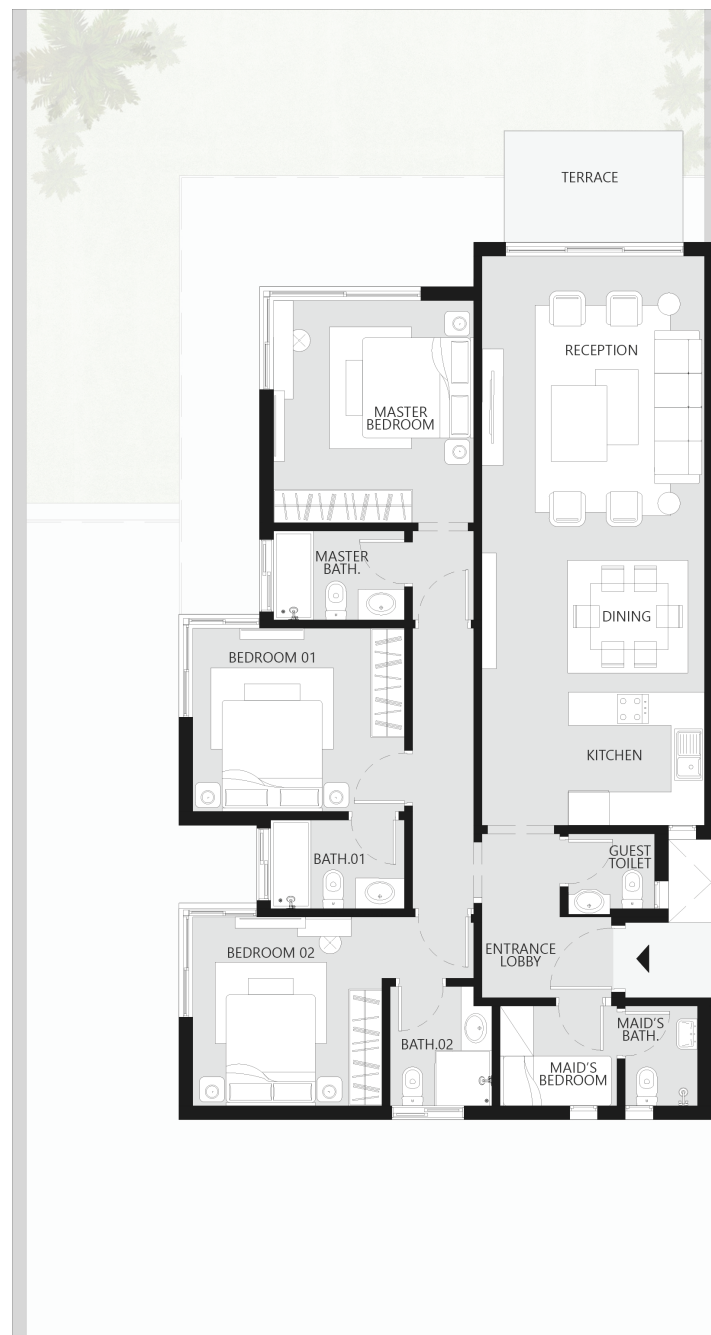 TERRACE
RECEPTION
MASTER
BEDROOM
MASTER
BATH.
DINING
BEDROOM 01
KITCHEN
BATH.01
GUEST
TOILET
BEDROOM 02
ENTRANCE
LOBBY
BATH.02
MAID'S
BATH.
MAID'S
BEDROOM